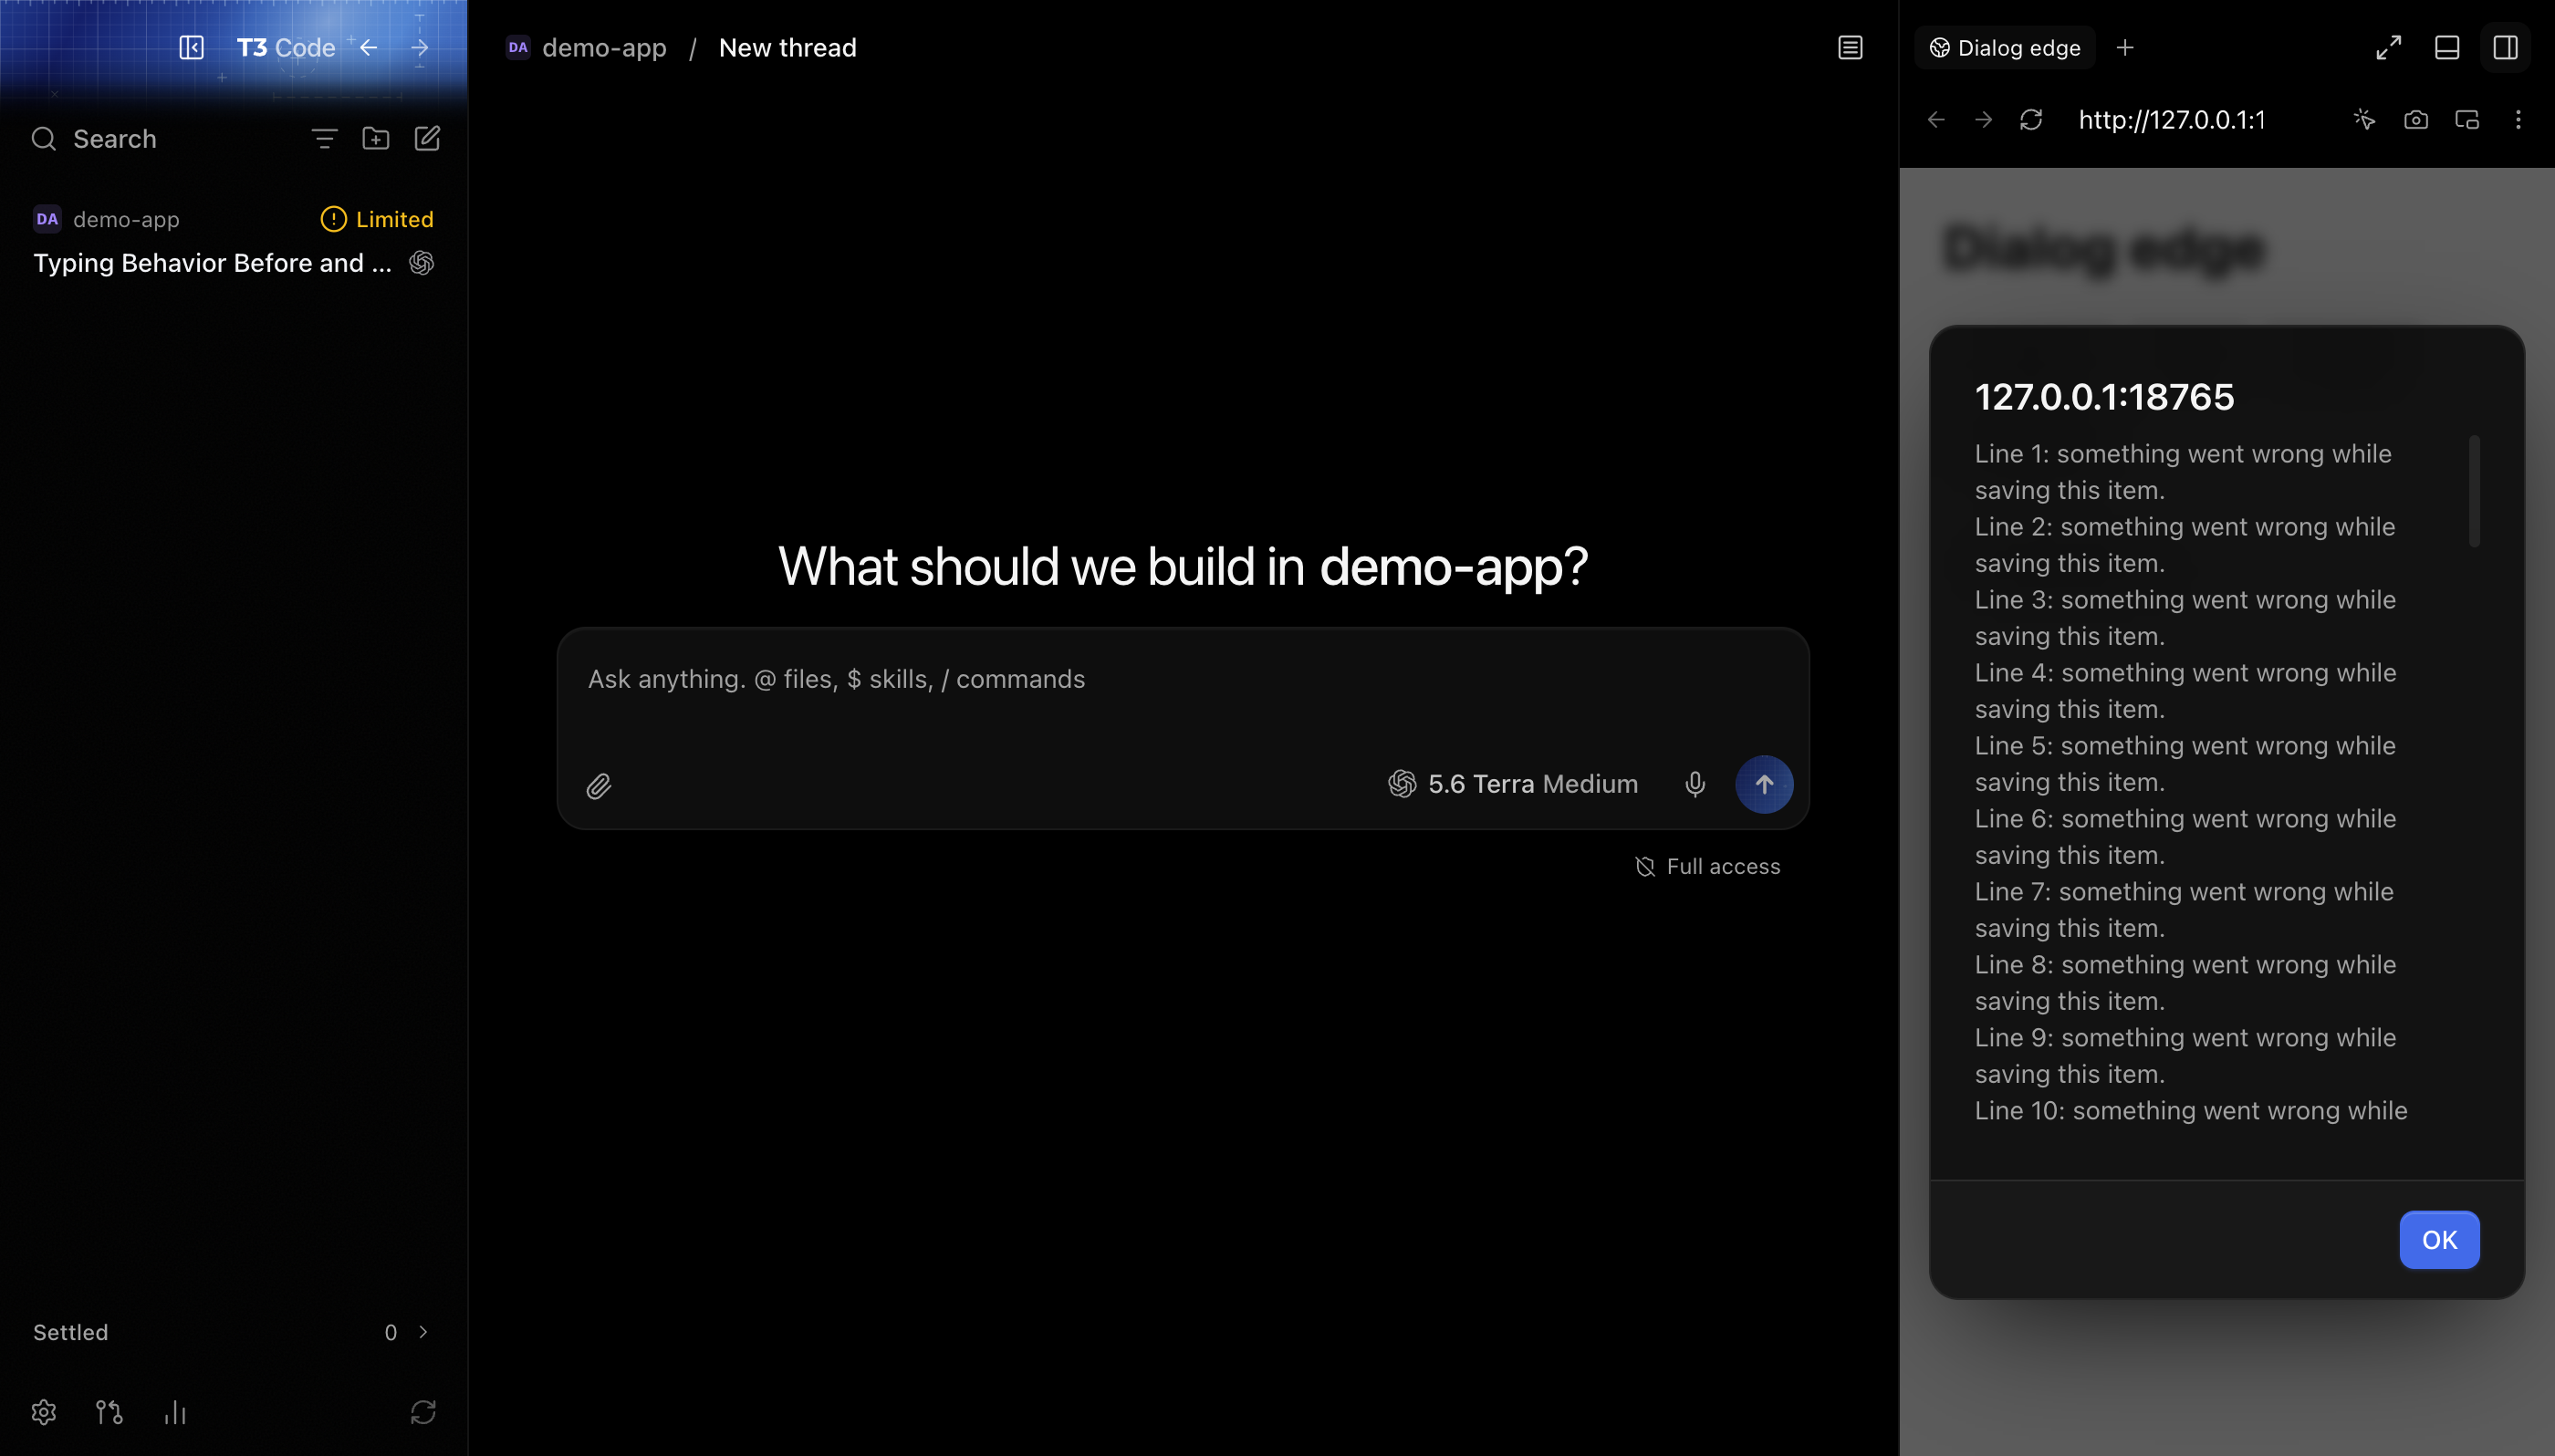 T3 Code
Search
DA demo-app Limited
Typing Behavior Before and ...
Settled 0
DA demo-app / New thread
What should we build in demo-app?
Ask anything. @ files, $ skills, / commands
5.6 Terra Medium
Full access
Dialog edge
http://127.0.0.1:1
Dialog edge
127.0.0.1:18765
Line 1: something went wrong while
saving this item.
Line 2: something went wrong while
saving this item.
Line 3: something went wrong while
saving this item.
Line 4: something went wrong while
saving this item.
Line 5: something went wrong while
saving this item.
Line 6: something went wrong while
saving this item.
Line 7: something went wrong while
saving this item.
Line 8: something went wrong while
saving this item.
Line 9: something went wrong while
saving this item.
Line 10: something went wrong while
OK